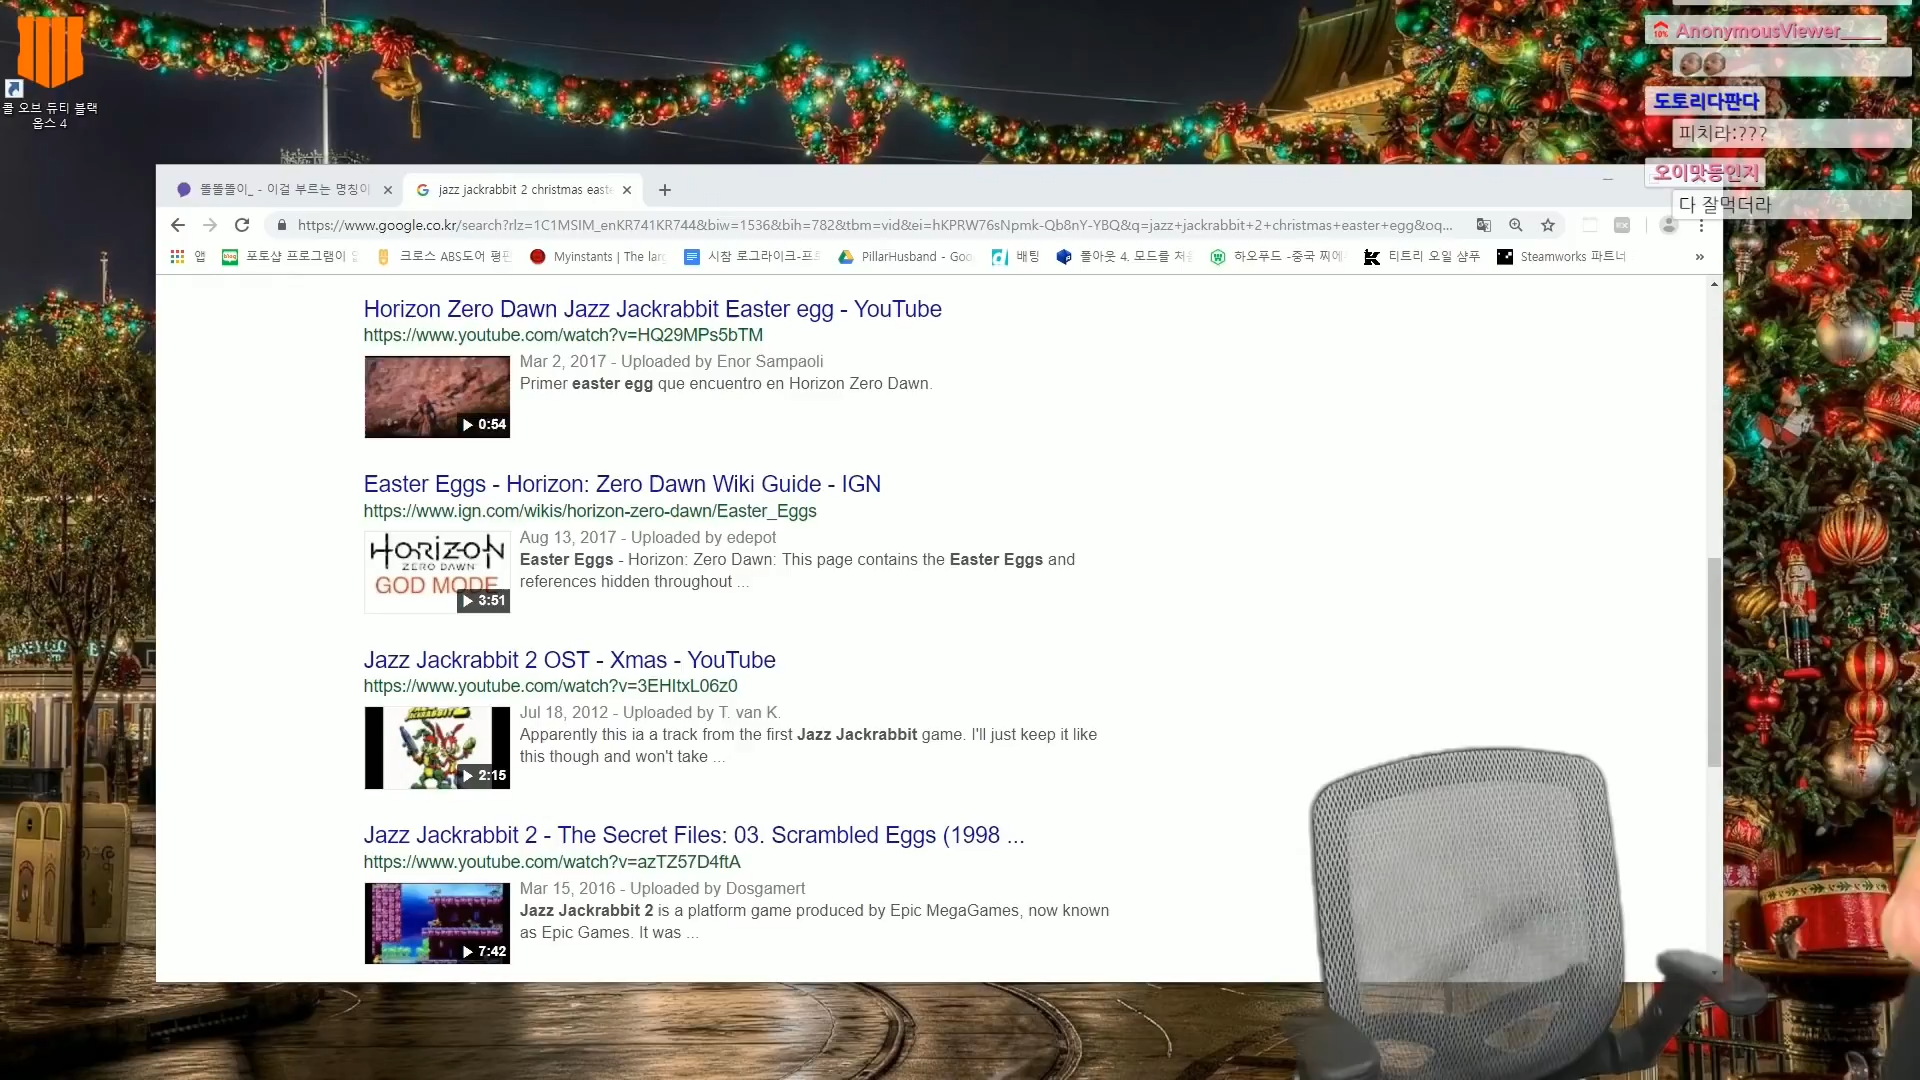 콜 오브 듀티 블랙
옵스 4
AnonymousViewer_____
도토리다판다
피치라:???
오이맛동인지
다 잘먹더라
똘똘똘이_ - 이걸 부르는 명칭이
jazz jackrabbit 2 christmas easte
https://www.google.co.kr/search?rlz=1C1MSIM_enKR741KR744&biw=1536&bih=782&tbm=vid&ei=hKPRW76sNpmk-Qb8nY-YBQ&q=jazz+jackrabbit+2+christmas+easter+egg&oq...
앱
포토샵 프로그램이
크로스 ABS도어 평판
Myinstants | The larg
시참 로그라이크-프
PillarHusband - Goo
배팅
폴아웃 4. 모드를 처음
하오푸드 -중국 찌에
티트리 오일 샴푸
Steamworks 파트너
»
Horizon Zero Dawn Jazz Jackrabbit Easter egg - YouTube
https://www.youtube.com/watch?v=HQ29MPs5bTM
Mar 2, 2017 - Uploaded by Enor Sampaoli
Primer easter egg que encuentro en Horizon Zero Dawn.
0:54
Easter Eggs - Horizon: Zero Dawn Wiki Guide - IGN
https://www.ign.com/wikis/horizon-zero-dawn/Easter_Eggs
Aug 13, 2017 - Uploaded by edepot
Easter Eggs - Horizon: Zero Dawn: This page contains the Easter Eggs and
references hidden throughout ...
HORIZON
ZERO DAWN
GOD MODE
3:51
Jazz Jackrabbit 2 OST - Xmas - YouTube
https://www.youtube.com/watch?v=3EHItxL06z0
Jul 18, 2012 - Uploaded by T. van K.
Apparently this ia a track from the first Jazz Jackrabbit game. I'll just keep it like
this though and won't take ...
2:15
Jazz Jackrabbit 2 - The Secret Files: 03. Scrambled Eggs (1998 ...
https://www.youtube.com/watch?v=azTZ57D4ftA
Mar 15, 2016 - Uploaded by Dosgamert
Jazz Jackrabbit 2 is a platform game produced by Epic MegaGames, now known
as Epic Games. It was ...
7:42